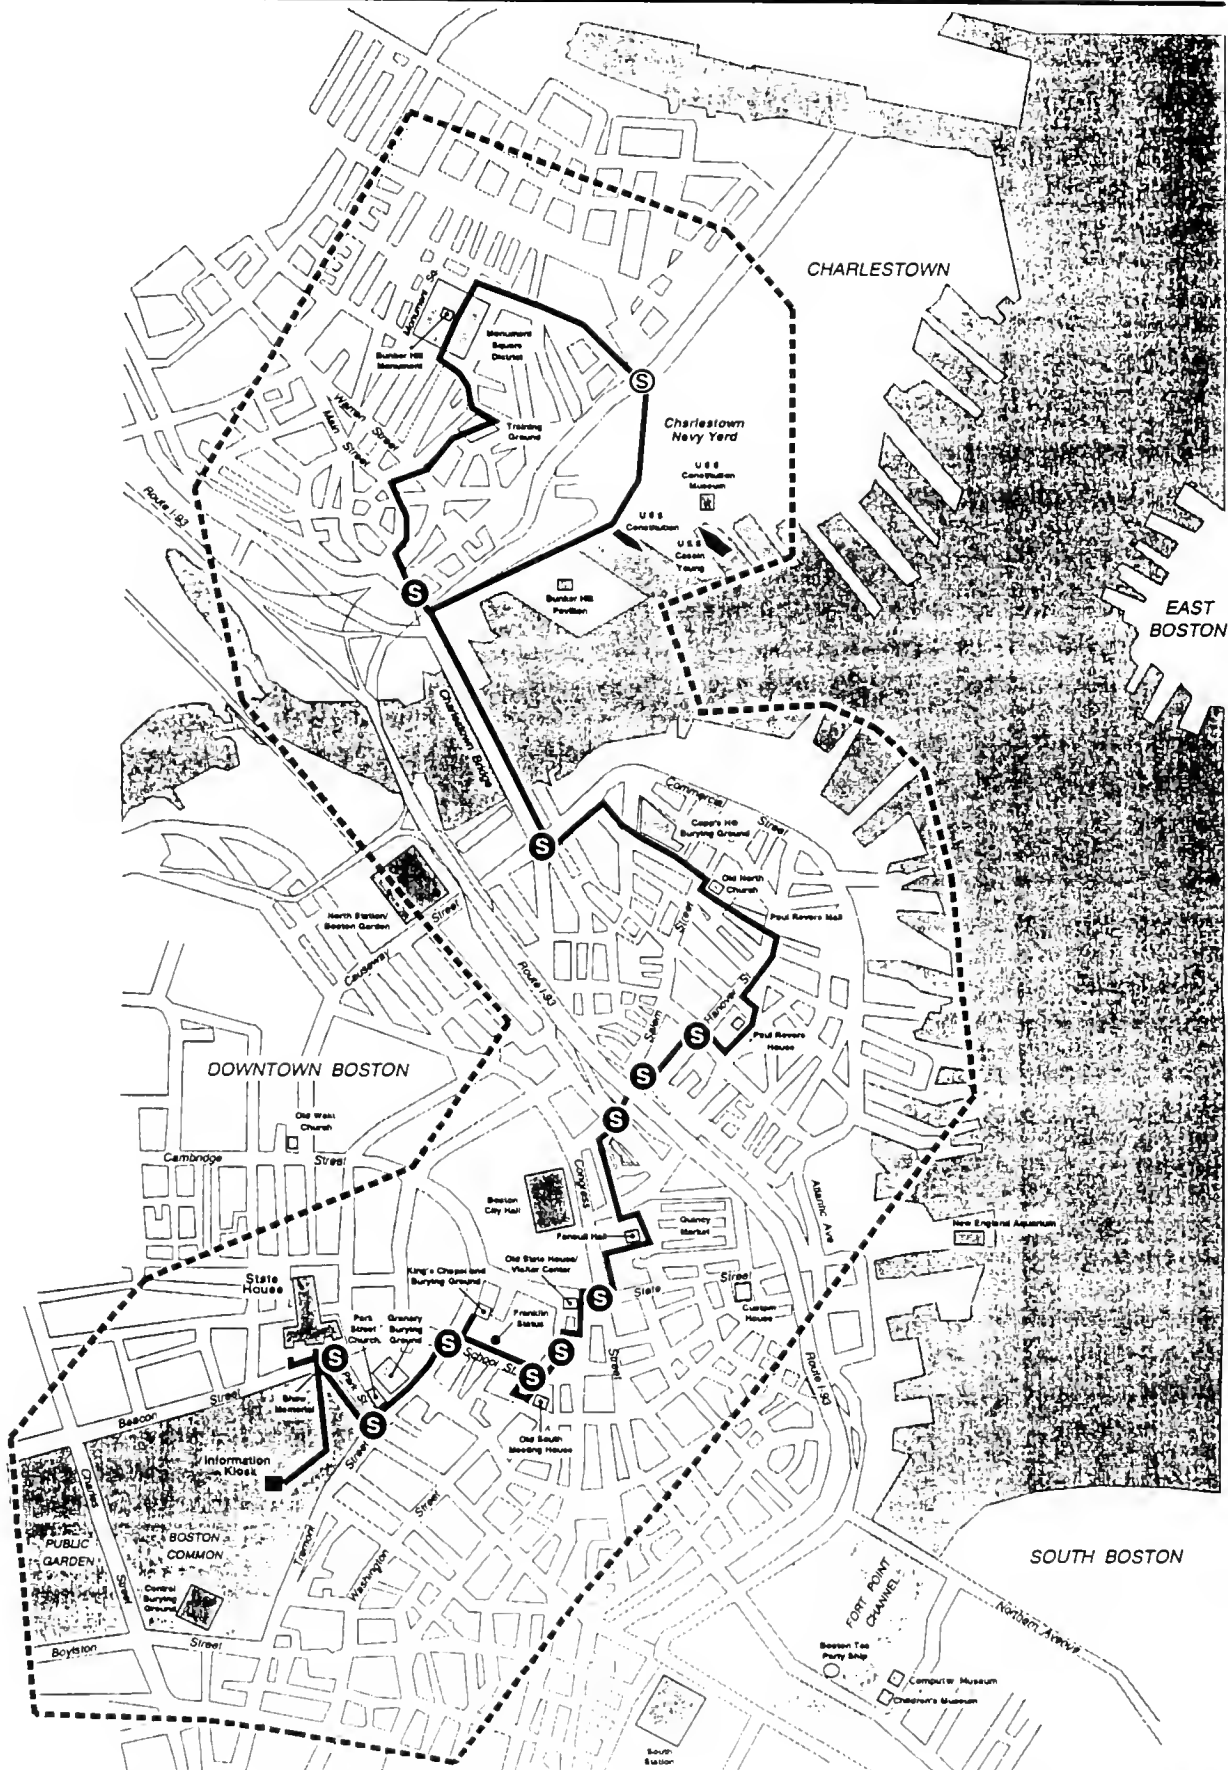 CHARLESTOWN
Monument St
Bunker Hill
Monument
Monument
Square
District
S
Warren Street
Main Street
Training
Ground
Charlestown
Navy Yard
U S S
Constitution
Museum
U S S
Constitution
U S S
Cassin
Young
Route I-93
S
Bunker Hill
Pavilion
EAST
BOSTON
Charlestown Bridge
Commercial Street
Copp's Hill
Burying Ground
S
Old North
Church
North Station/
Boston Garden
Causeway Street
Paul Revere Mall
Route I-93
Salem Street
Hanover St
S
Paul Revere
House
DOWNTOWN BOSTON
S
Old West
Church
S
Cambridge Street
Congress Street
Boston
City Hall
Atlantic Ave
Quincy
Market
Faneuil Hall
New England Aquarium
Old State House/
Visitor Center
King's Chapel and
Burying Ground
State Street
State
House
Franklin
Statue
S
Custom
House
Park
Street
Church
Granary
Burying
Ground
S
School St
S
S
S
Park St
Route I-93
Beacon Street
Shaw
Memorial
S
Old South
Meeting House
Information
Kiosk
Charles Street
Tremont Street
Washington Street
PUBLIC
GARDEN
BOSTON
COMMON
Central
Burying
Ground
Boylston Street
SOUTH BOSTON
FORT POINT
CHANNEL
Northern Avenue
Boston Tea
Party Ship
Computer Museum
Children's Museum
South
Station